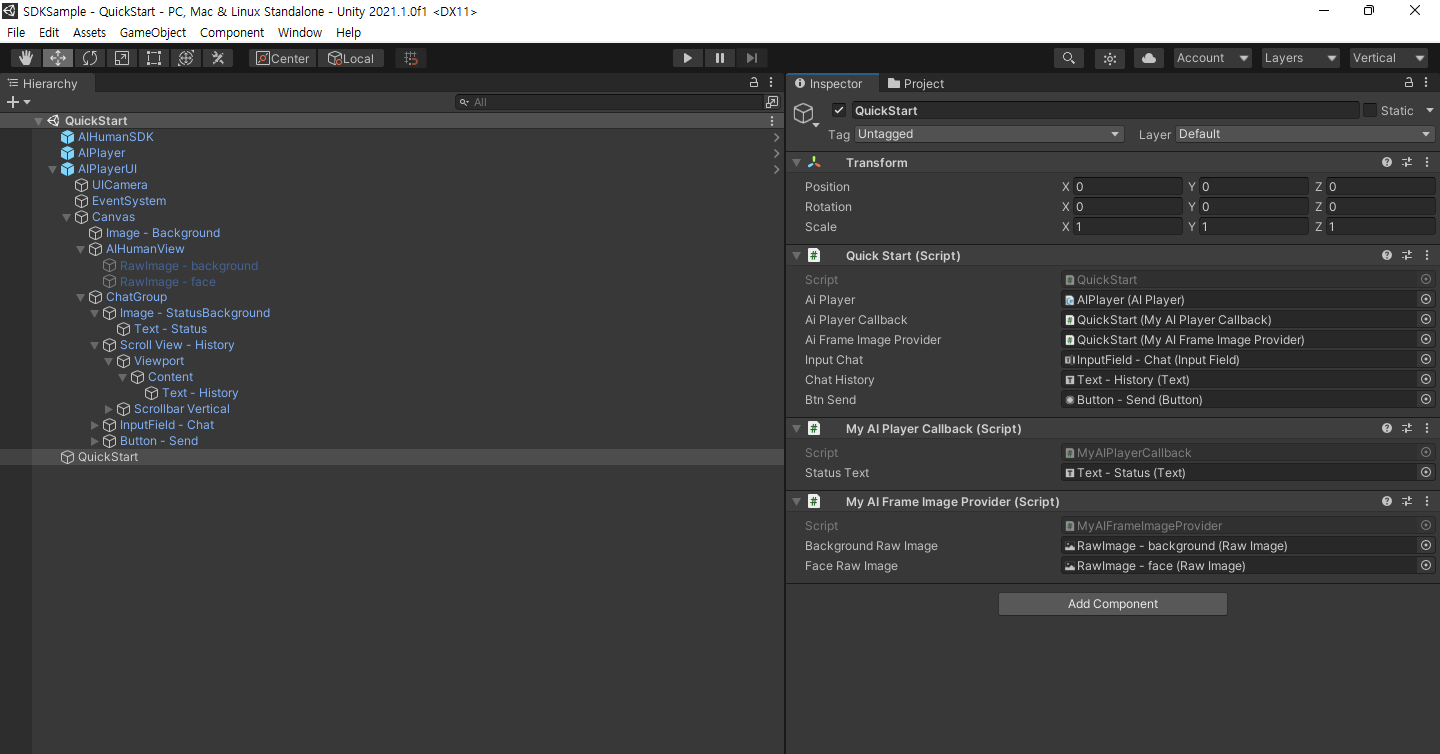 SDKSample - QuickStart - PC, Mac & Linux Standalone - Unity 2021.1.0f1 <DX11>
File Edit Assets GameObject Component Window Help
Center Local Account Layers Vertical
Hierarchy
All
QuickStart
AIHumanSDK
AIPlayer
AIPlayerUI
UICamera
EventSystem
Canvas
Image - Background
AIHumanView
RawImage - background
RawImage - face
ChatGroup
Image - StatusBackground
Text - Status
Scroll View - History
Viewport
Content
Text - History
Scrollbar Vertical
InputField - Chat
Button - Send
QuickStart
Inspector Project
QuickStart Static
Tag Untagged Layer Default
Transform
Position X 0 Y 0 Z 0
Rotation X 0 Y 0 Z 0
Scale X 1 Y 1 Z 1
# Quick Start (Script)
Script # QuickStart
Ai Player AIPlayer (AI Player)
Ai Player Callback # QuickStart (My AI Player Callback)
Ai Frame Image Provider # QuickStart (My AI Frame Image Provider)
Input Chat InputField - Chat (Input Field)
Chat History T Text - History (Text)
Btn Send Button - Send (Button)
# My AI Player Callback (Script)
Script # MyAIPlayerCallback
Status Text T Text - Status (Text)
# My AI Frame Image Provider (Script)
Script # MyAIFrameImageProvider
Background Raw Image RawImage - background (Raw Image)
Face Raw Image RawImage - face (Raw Image)
Add Component